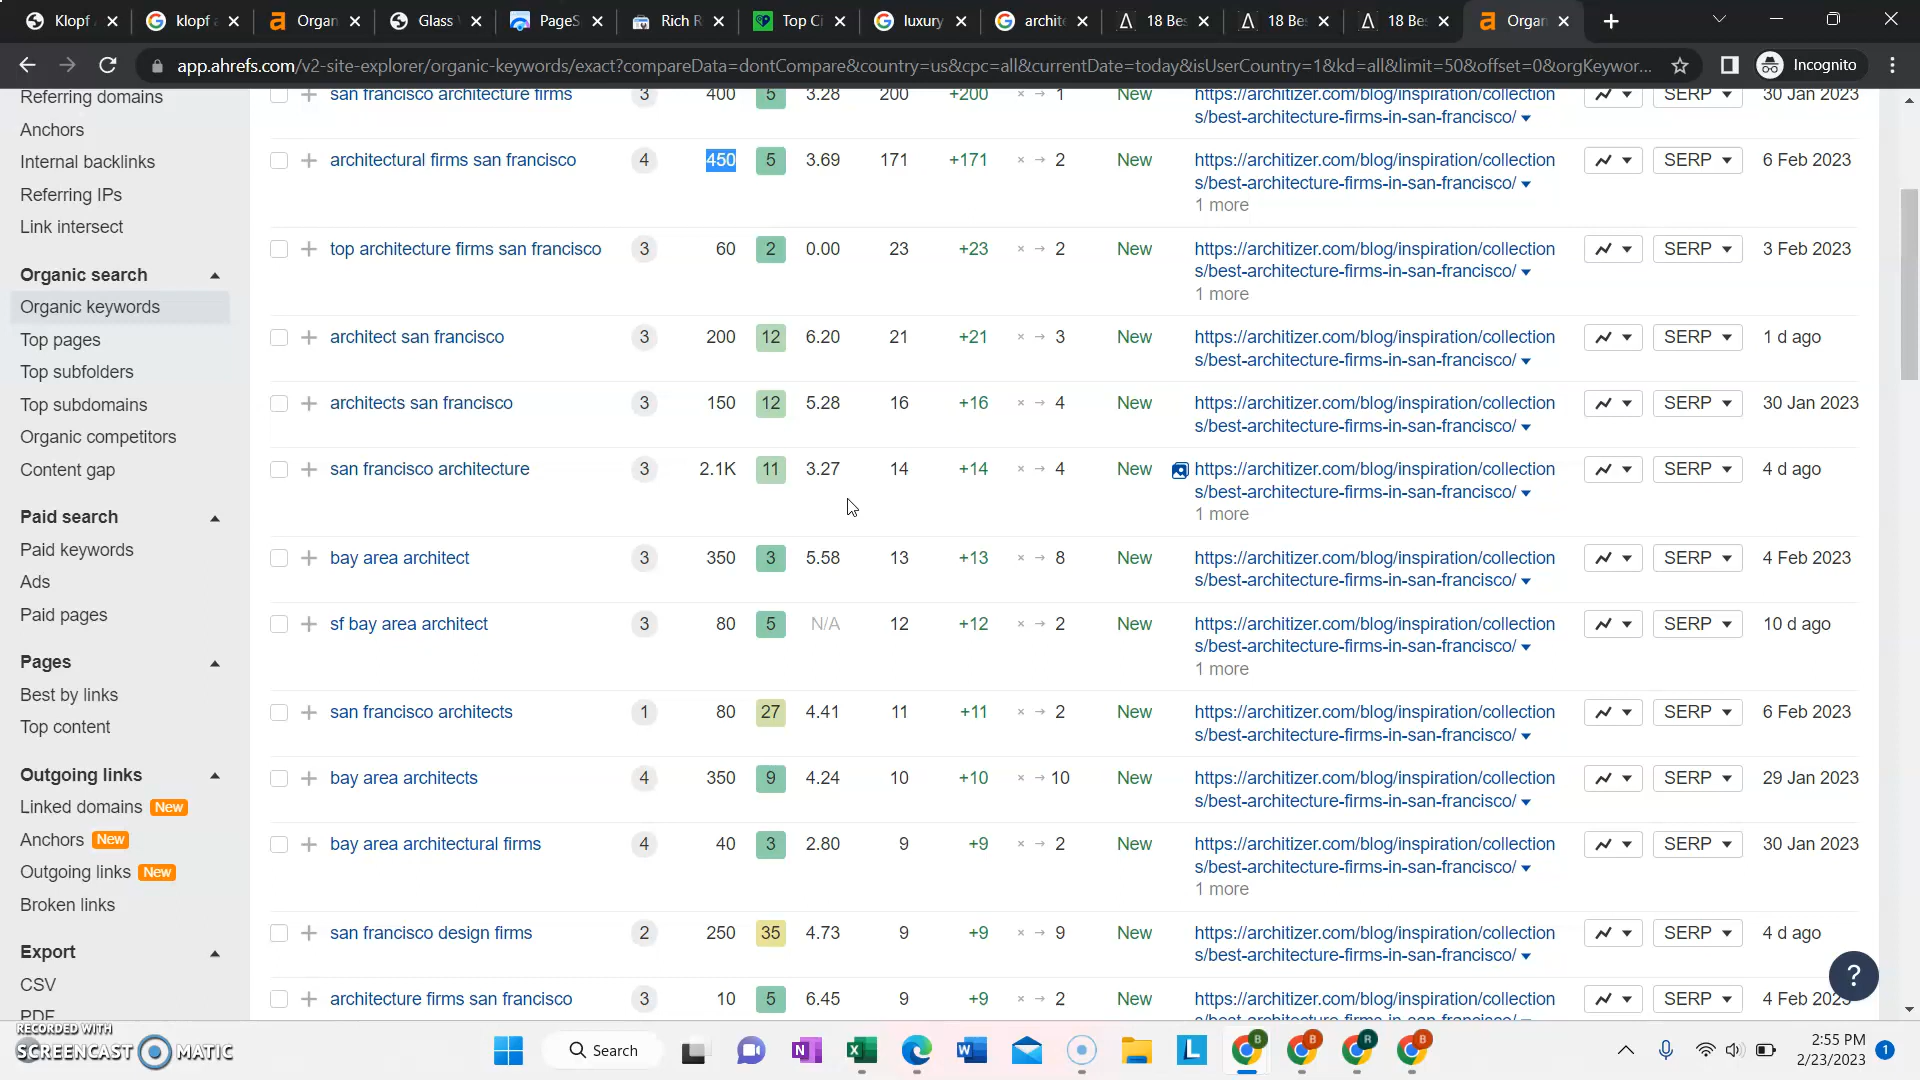 Klopf A
klopf a
Organ
Glass
PageS
Rich R
Top Ci
luxury
archite
18 Bes
18 Bes
18 Bes
Organ
app.ahrefs.com/v2-site-explorer/organic-keywords/exact?compareData=dontCompare&country=us&cpc=all&currentDate=today&isUserCountry=1&kd=all&limit=50&offset=0&orgKeywor...
Incognito
Referring domains
Anchors
Internal backlinks
Referring IPs
Link intersect
Organic search
Organic keywords
Top pages
Top subfolders
Top subdomains
Organic competitors
Content gap
Paid search
Paid keywords
Ads
Paid pages
Pages
Best by links
Top content
Outgoing links
Linked domains New
Anchors New
Outgoing links New
Broken links
Export
CSV
PDF
san francisco architecture firms 3 400 5 3.28 200 +200 × → 1 New https://architizer.com/blog/inspiration/collection SERP 30 Jan 2023
s/best-architecture-firms-in-san-francisco/
architectural firms san francisco 4 450 5 3.69 171 +171 × → 2 New https://architizer.com/blog/inspiration/collection SERP 6 Feb 2023
s/best-architecture-firms-in-san-francisco/
1 more
top architecture firms san francisco 3 60 2 0.00 23 +23 × → 2 New https://architizer.com/blog/inspiration/collection SERP 3 Feb 2023
s/best-architecture-firms-in-san-francisco/
1 more
architect san francisco 3 200 12 6.20 21 +21 × → 3 New https://architizer.com/blog/inspiration/collection SERP 1 d ago
s/best-architecture-firms-in-san-francisco/
architects san francisco 3 150 12 5.28 16 +16 × → 4 New https://architizer.com/blog/inspiration/collection SERP 30 Jan 2023
s/best-architecture-firms-in-san-francisco/
san francisco architecture 3 2.1K 11 3.27 14 +14 × → 4 New https://architizer.com/blog/inspiration/collection SERP 4 d ago
s/best-architecture-firms-in-san-francisco/
1 more
bay area architect 3 350 3 5.58 13 +13 × → 8 New https://architizer.com/blog/inspiration/collection SERP 4 Feb 2023
s/best-architecture-firms-in-san-francisco/
sf bay area architect 3 80 5 N/A 12 +12 × → 2 New https://architizer.com/blog/inspiration/collection SERP 10 d ago
s/best-architecture-firms-in-san-francisco/
1 more
san francisco architects 1 80 27 4.41 11 +11 × → 2 New https://architizer.com/blog/inspiration/collection SERP 6 Feb 2023
s/best-architecture-firms-in-san-francisco/
bay area architects 4 350 9 4.24 10 +10 × → 10 New https://architizer.com/blog/inspiration/collection SERP 29 Jan 2023
s/best-architecture-firms-in-san-francisco/
bay area architectural firms 4 40 3 2.80 9 +9 × → 2 New https://architizer.com/blog/inspiration/collection SERP 30 Jan 2023
s/best-architecture-firms-in-san-francisco/
1 more
san francisco design firms 2 250 35 4.73 9 +9 × → 9 New https://architizer.com/blog/inspiration/collection SERP 4 d ago
s/best-architecture-firms-in-san-francisco/
architecture firms san francisco 3 10 5 6.45 9 +9 × → 2 New https://architizer.com/blog/inspiration/collection SERP 4 Feb 2023
?
RECORDED WITH
SCREENCAST MATIC
Search
2:55 PM
2/23/2023
1